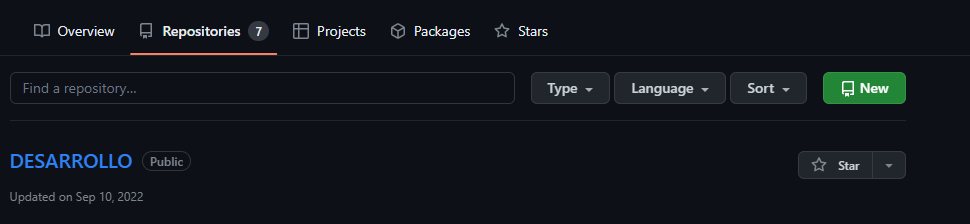 Overview Repositories 7 Projects Packages Stars
Find a repository... Type Language Sort New
DESARROLLO Public Star
Updated on Sep 10, 2022